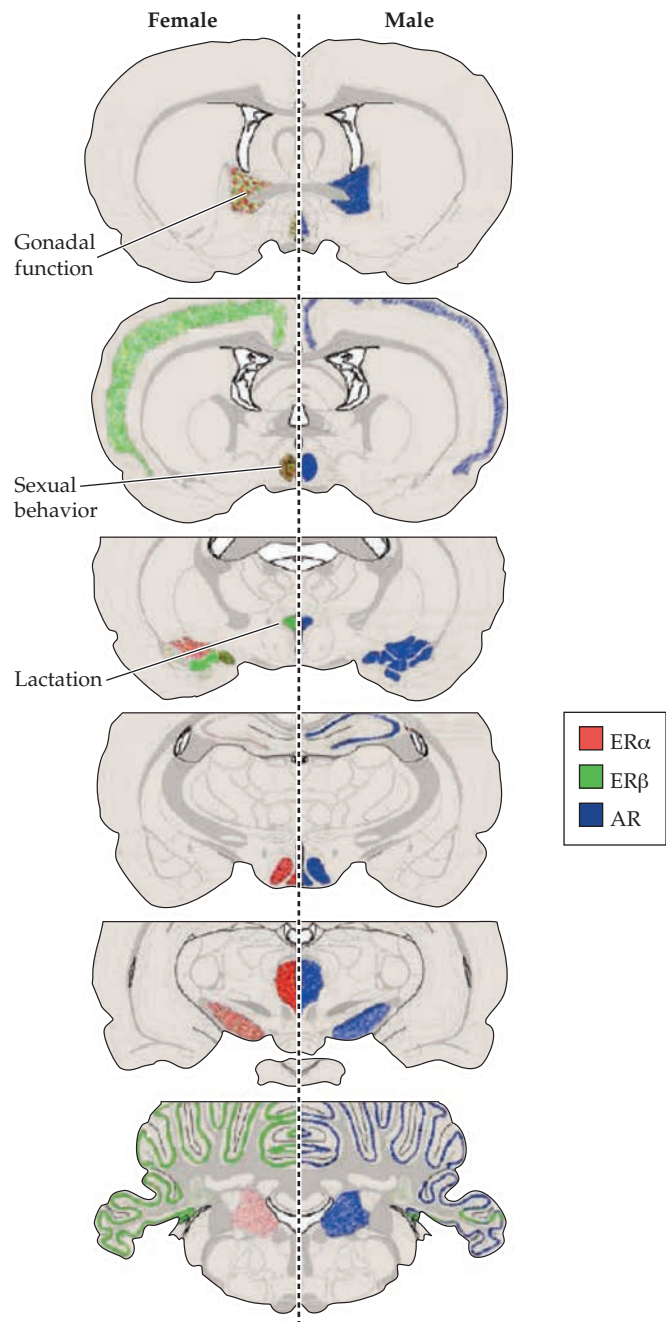 Female
Male
Gonadal
function
Sexual
behavior
Lactation
ERα
ERβ
AR